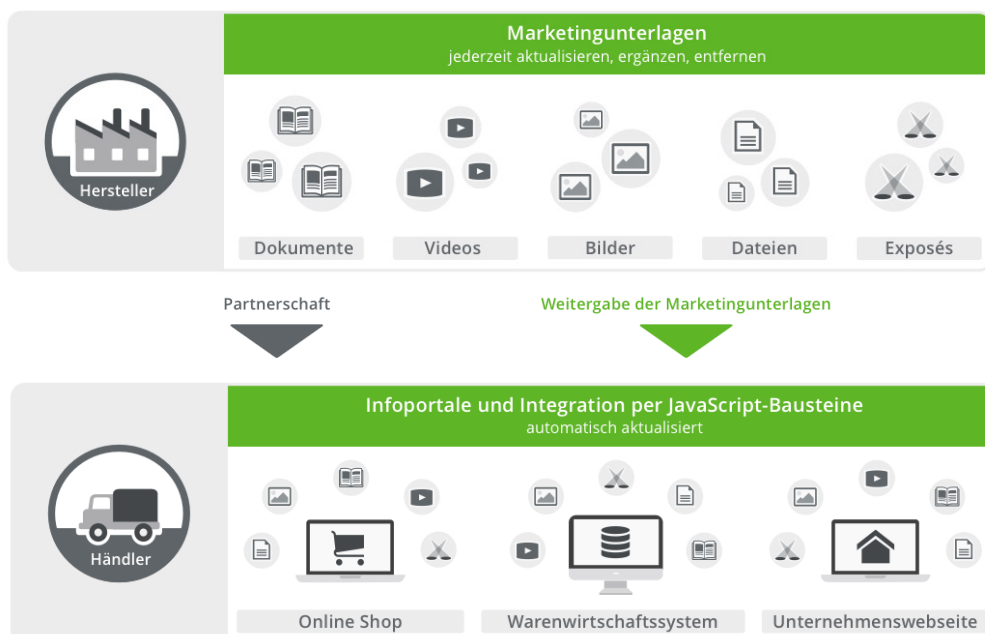 Marketingunterlagen
jederzeit aktualisieren, ergänzen, entfernen
Hersteller
Dokumente
Videos
Bilder
Dateien
Exposés
Partnerschaft
Weitergabe der Marketingunterlagen
Infoportale und Integration per JavaScript-Bausteine
automatisch aktualisiert
Händler
Online Shop
Warenwirtschaftssystem
Unternehmenswebseite